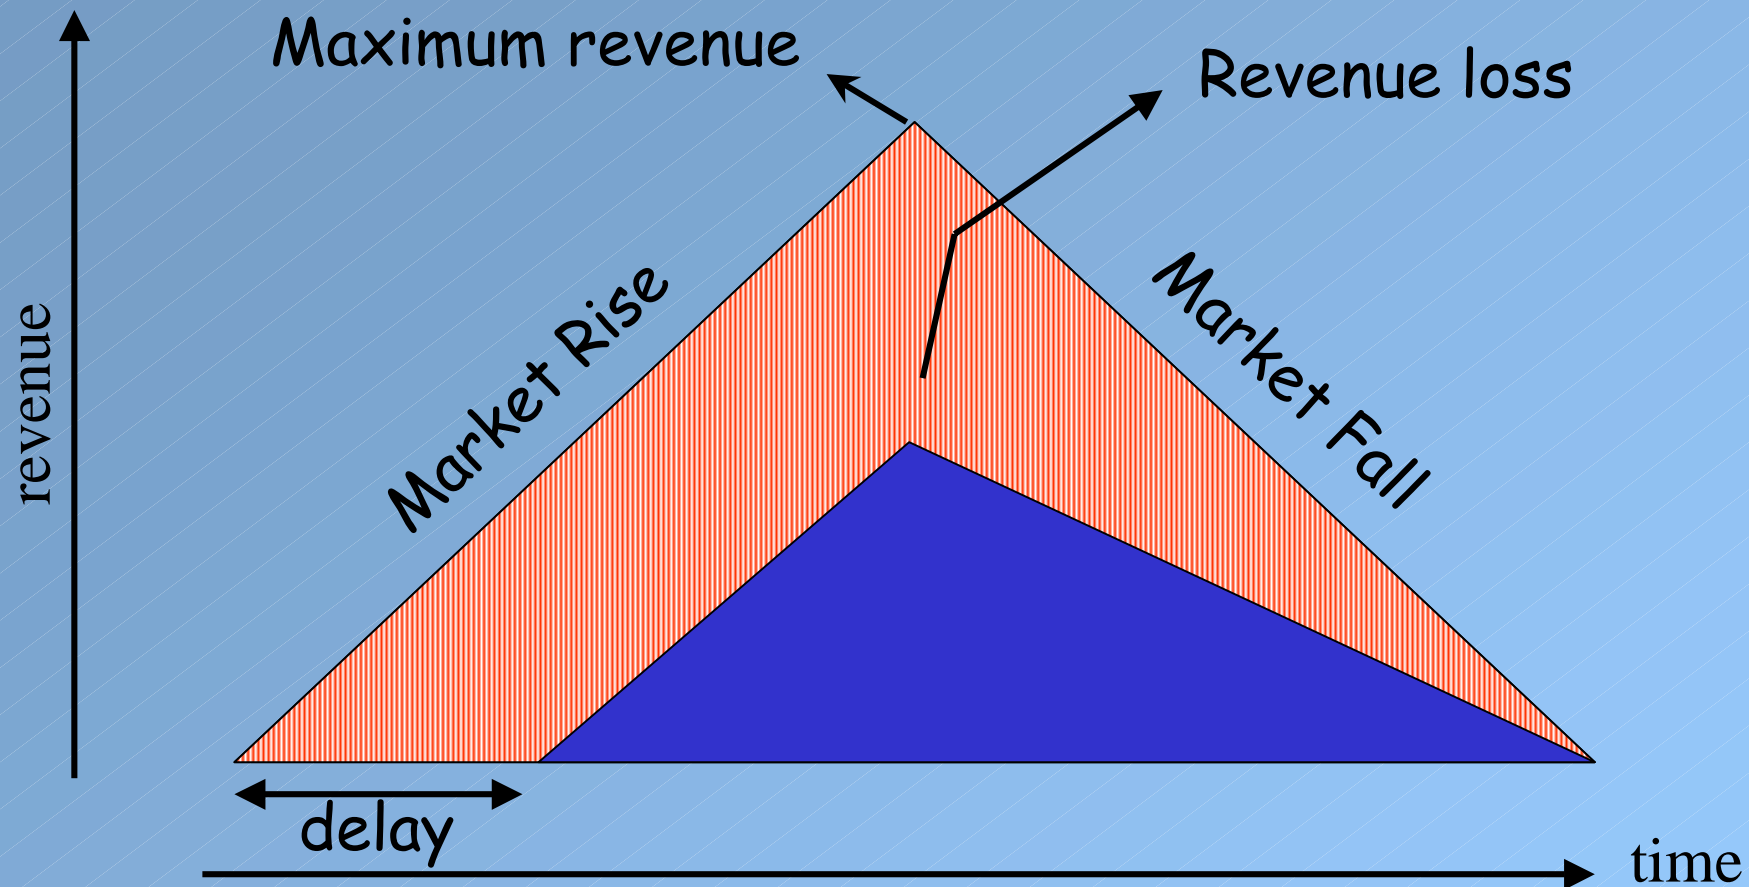 Maximum revenue
Revenue loss
Market Rise
Market Fall
revenue
delay
time